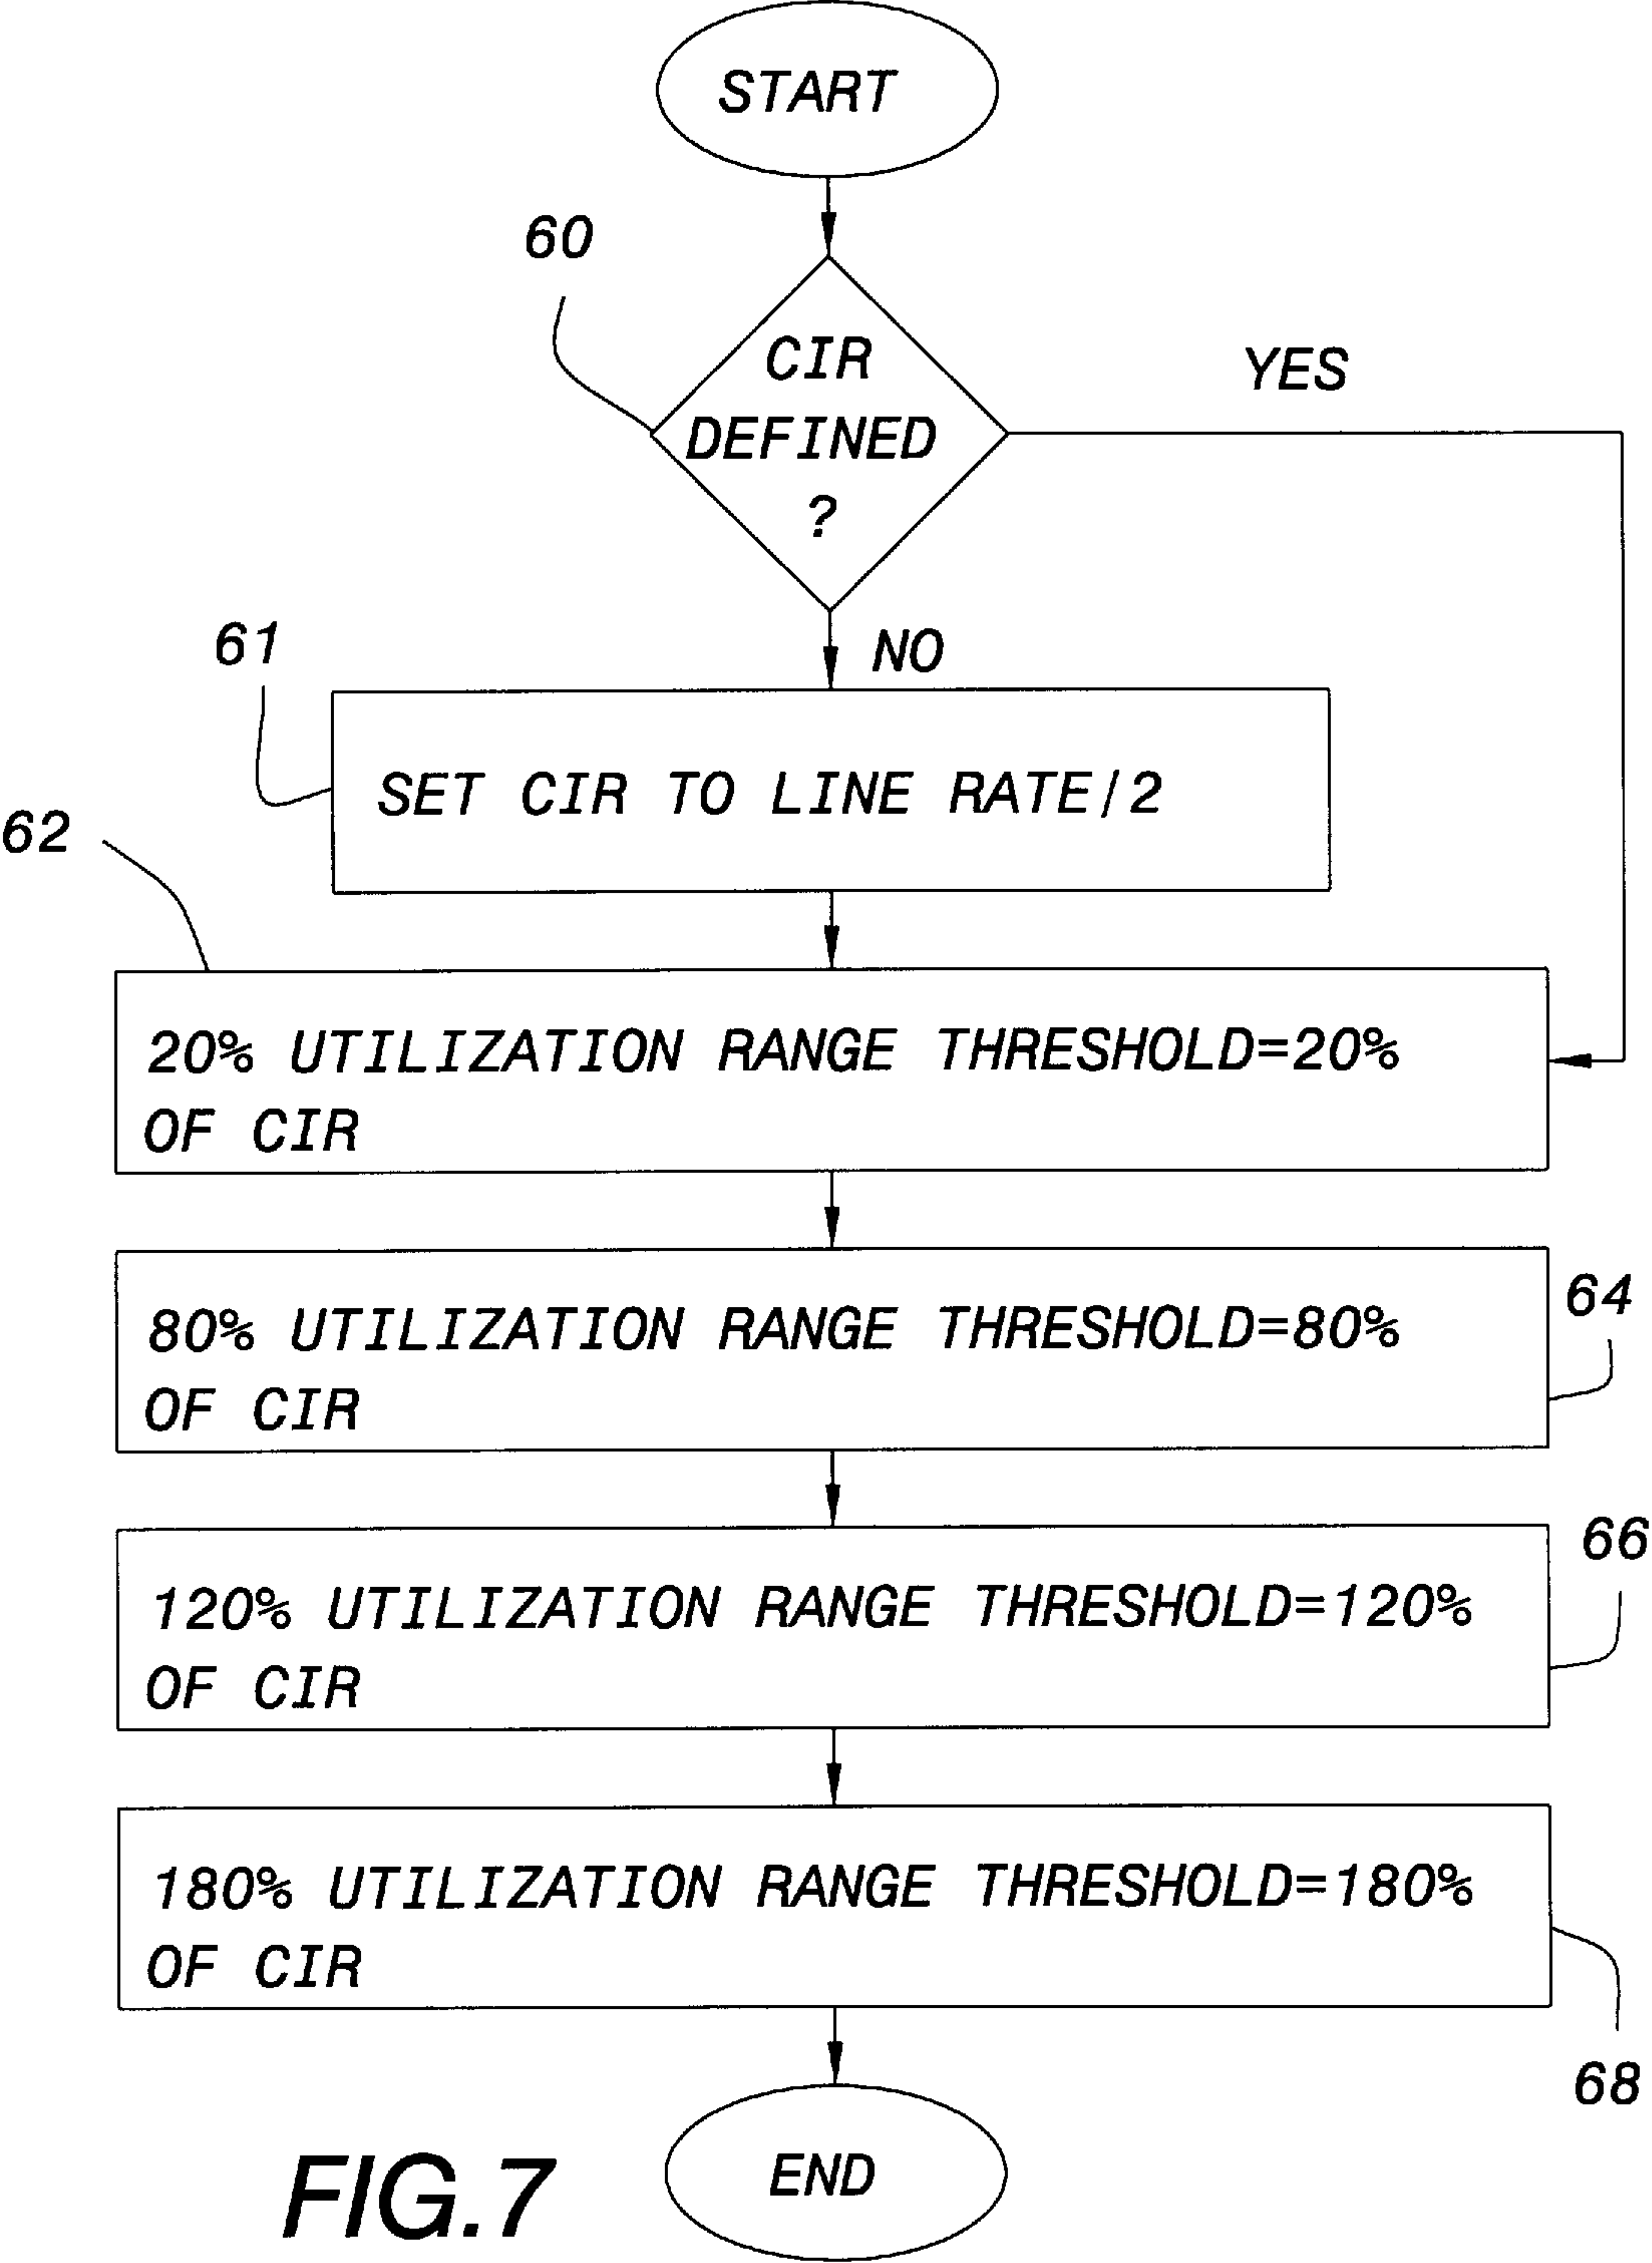 START
60
CIR
DEFINED
?
YES
NO
61
SET CIR TO LINE RATE/2
62
20% UTILIZATION RANGE THRESHOLD=20%
OF CIR
80% UTILIZATION RANGE THRESHOLD=80%
OF CIR
64
120% UTILIZATION RANGE THRESHOLD=120%
OF CIR
66
180% UTILIZATION RANGE THRESHOLD=180%
OF CIR
68
END
FIG.7